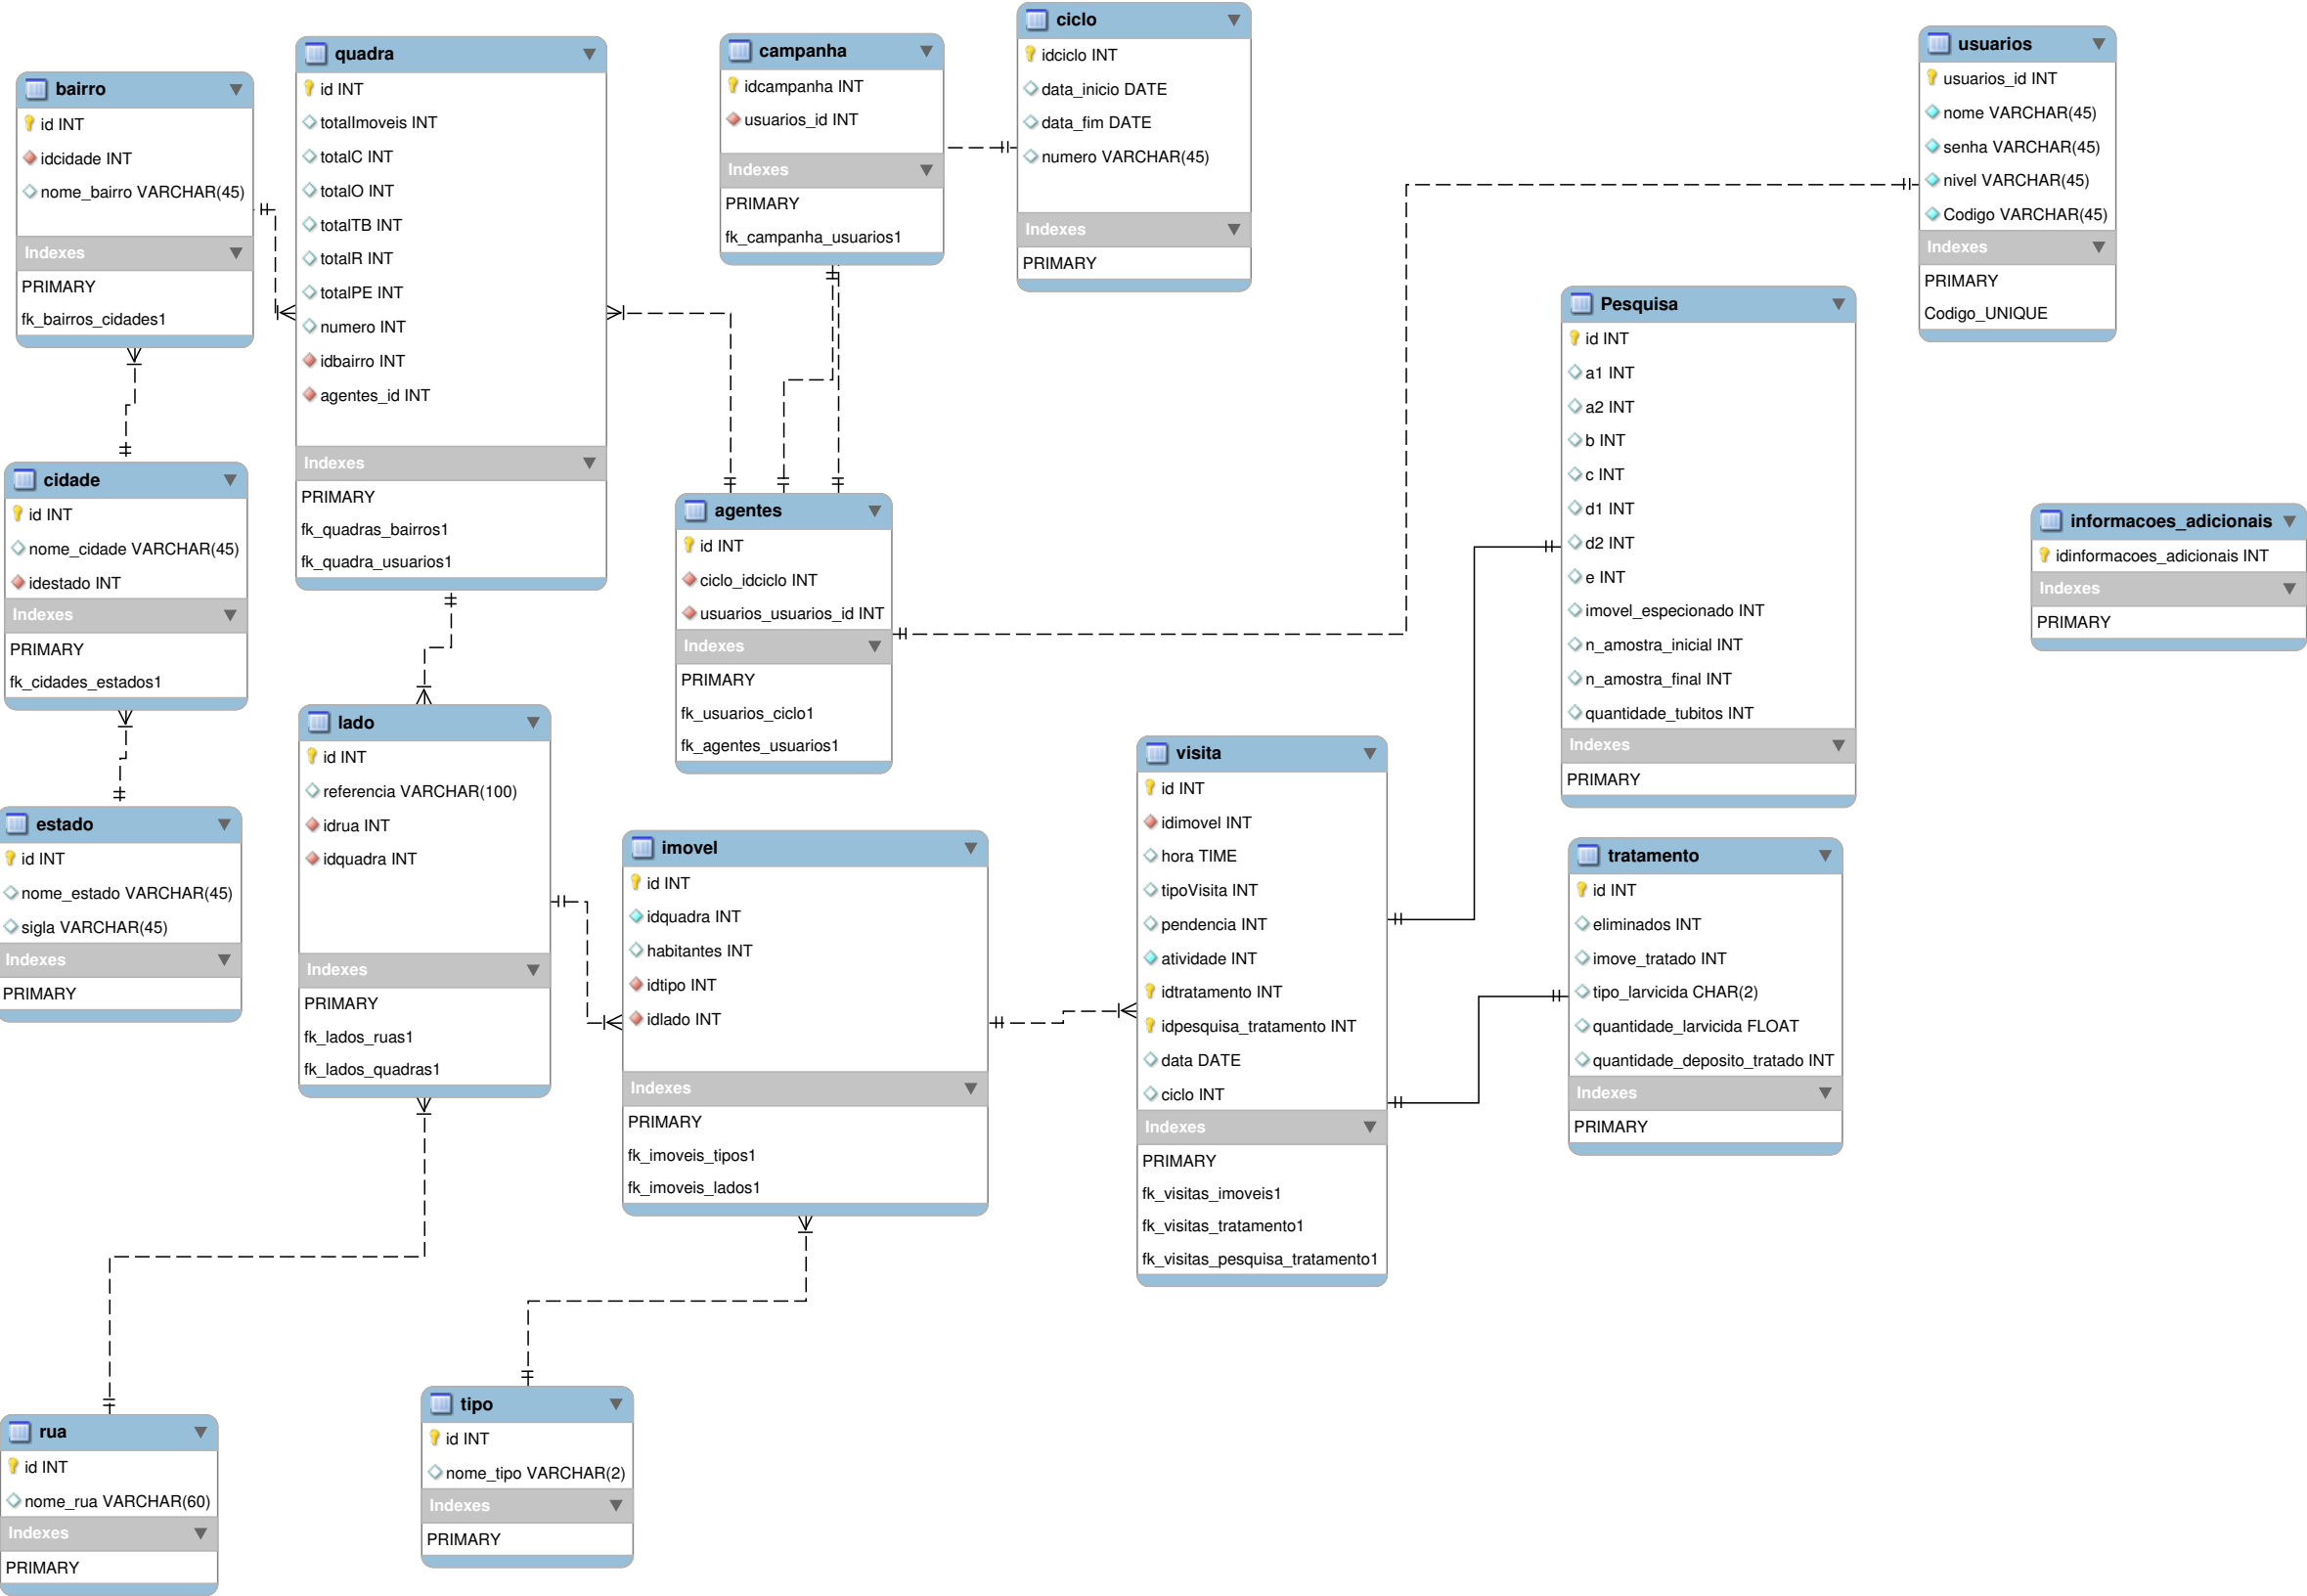 bairro
id INT
idcidade INT
nome_bairro VARCHAR(45)
Indexes
PRIMARY
fk_bairros_cidades1
quadra
id INT
totalImoveis INT
totalC INT
totalO INT
totalTB INT
totalR INT
totalPE INT
numero INT
idbairro INT
agentes_id INT
Indexes
PRIMARY
fk_quadras_bairros1
fk_quadra_usuarios1
campanha
idcampanha INT
usuarios_id INT
Indexes
PRIMARY
fk_campanha_usuarios1
ciclo
idciclo INT
data_inicio DATE
data_fim DATE
numero VARCHAR(45)
Indexes
PRIMARY
usuarios
usuarios_id INT
nome VARCHAR(45)
senha VARCHAR(45)
nivel VARCHAR(45)
Codigo VARCHAR(45)
Indexes
PRIMARY
Codigo_UNIQUE
Pesquisa
id INT
a1 INT
a2 INT
b INT
c INT
d1 INT
d2 INT
e INT
imovel_especionado INT
n_amostra_inicial INT
n_amostra_final INT
quantidade_tubitos INT
Indexes
PRIMARY
informacoes_adicionais
idinformacoes_adicionais INT
Indexes
PRIMARY
cidade
id INT
nome_cidade VARCHAR(45)
idestado INT
Indexes
PRIMARY
fk_cidades_estados1
agentes
id INT
ciclo_idciclo INT
usuarios_usuarios_id INT
Indexes
PRIMARY
fk_usuarios_ciclo1
fk_agentes_usuarios1
estado
id INT
nome_estado VARCHAR(45)
sigla VARCHAR(45)
Indexes
PRIMARY
lado
id INT
referencia VARCHAR(100)
idrua INT
idquadra INT
Indexes
PRIMARY
fk_lados_ruas1
fk_lados_quadras1
imovel
id INT
idquadra INT
habitantes INT
idtipo INT
idlado INT
Indexes
PRIMARY
fk_imoveis_tipos1
fk_imoveis_lados1
visita
id INT
idimovel INT
hora TIME
tipoVisita INT
pendencia INT
atividade INT
idtratamento INT
idpesquisa_tratamento INT
data DATE
ciclo INT
Indexes
PRIMARY
fk_visitas_imoveis1
fk_visitas_tratamento1
fk_visitas_pesquisa_tratamento1
tratamento
id INT
eliminados INT
imove_tratado INT
tipo_larvicida CHAR(2)
quantidade_larvicida FLOAT
quantidade_deposito_tratado INT
Indexes
PRIMARY
rua
id INT
nome_rua VARCHAR(60)
Indexes
PRIMARY
tipo
id INT
nome_tipo VARCHAR(2)
Indexes
PRIMARY